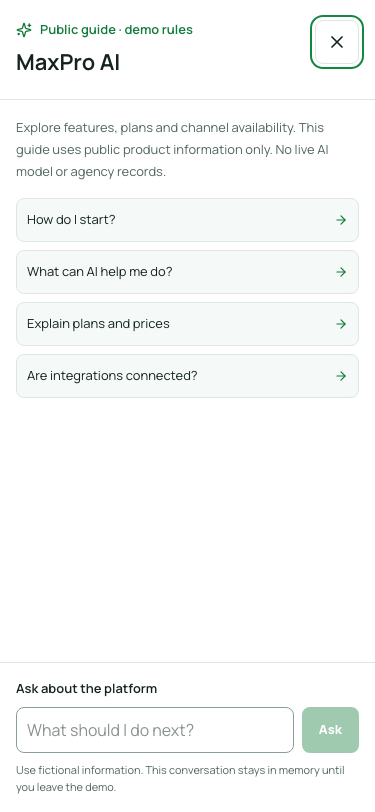 Public guide · demo rules
MaxPro AI
Explore features, plans and channel availability. This
guide uses public product information only. No live AI
model or agency records.
How do I start?
What can AI help me do?
Explain plans and prices
Are integrations connected?
Ask about the platform
What should I do next?
Ask
Use fictional information. This conversation stays in memory until
you leave the demo.